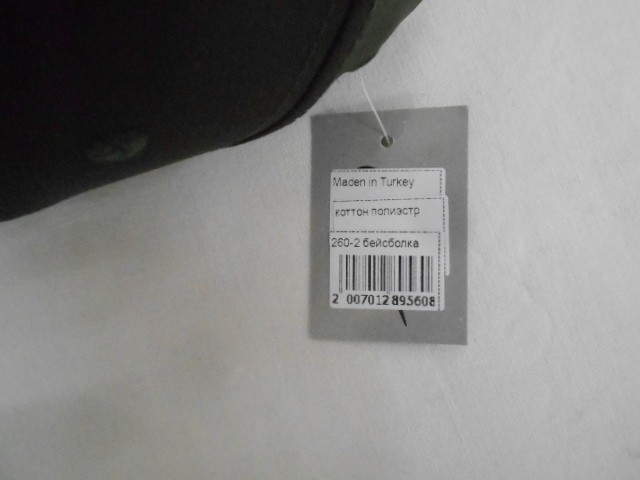 Maden in Turkey
коттон полиэстр
260-2 бейсболка
2 007012 895608